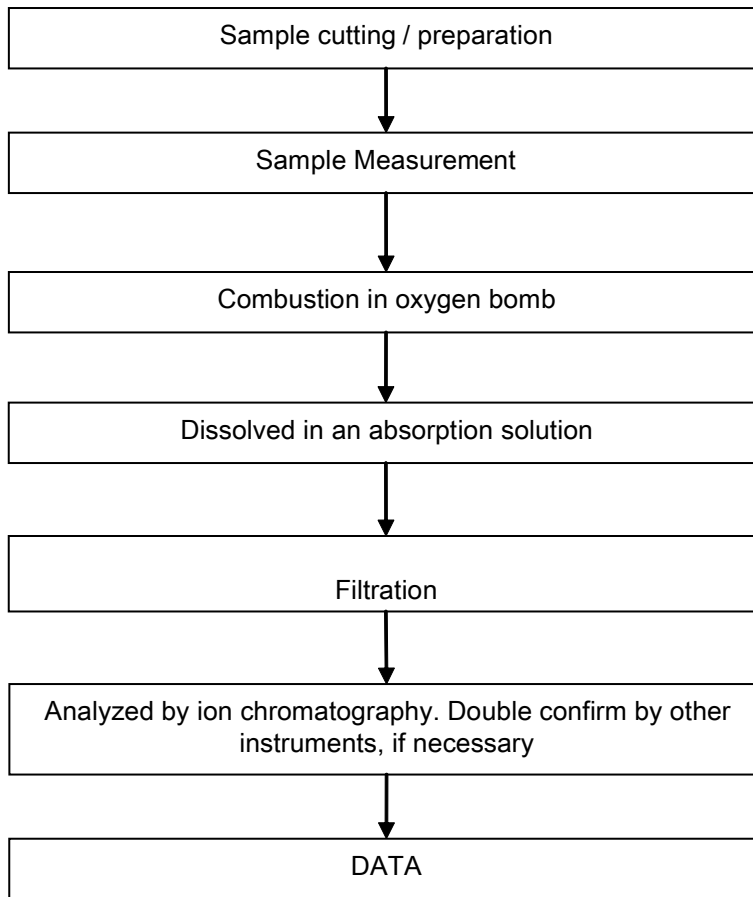 Sample cutting / preparation
Sample Measurement
Combustion in oxygen bomb
Dissolved in an absorption solution
Filtration
Analyzed by ion chromatography. Double confirm by other
instruments, if necessary
DATA